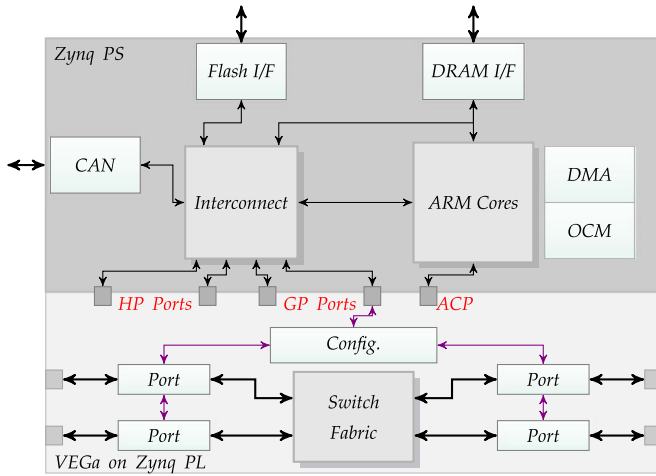 Zynq PS
Flash I/F
DRAM I/F
CAN
Interconnect
ARM Cores
DMA
OCM
HP Ports
GP Ports
ACP
Config.
Port
Port
Switch
Fabric
Port
Port
VEGa on Zynq PL